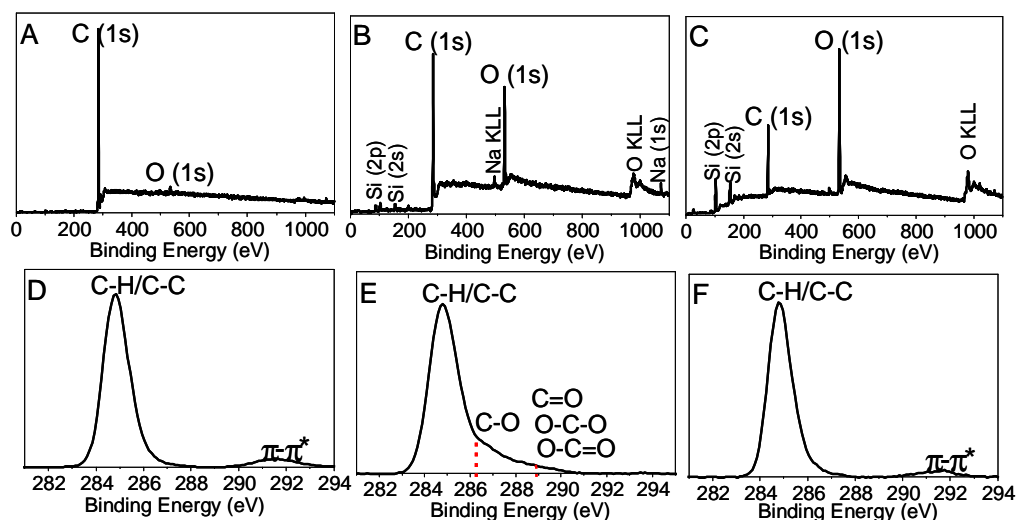 A
C (1s)
O (1s)
0 200 400 600 800 1000
Binding Energy (eV)
B
C (1s)
O (1s)
Si (2p)
Si (2s)
Na KLL
O KLL
Na (1s)
0 200 400 600 800 1000
Binding Energy (eV)
C
O (1s)
C (1s)
Si (2p)
Si (2s)
O KLL
200 400 600 800 1000
Binding Energy (eV)
D
C-H/C-C
π-π*
282 284 286 288 290 292 294
Binding Energy (eV)
E
C-H/C-C
C-O
C=O
O-C-O
O-C=O
282 284 286 288 290 292 294
Binding Energy (eV)
F
C-H/C-C
π-π*
282 284 286 288 290 292 294
Binding Energy (eV)